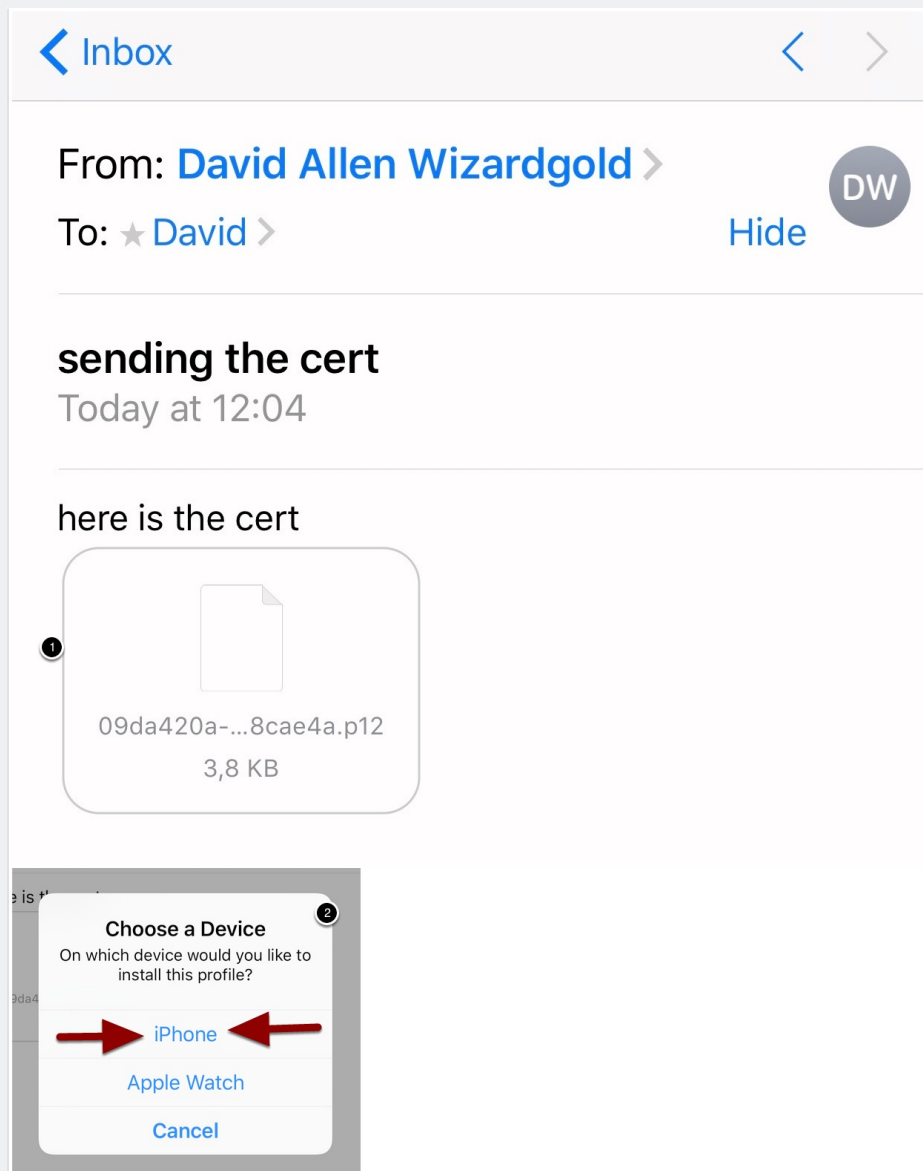 Inbox
From: David Allen Wizardgold
DW
To: David
Hide
sending the cert
Today at 12:04
here is the cert
1
09da420a-...8cae4a.p12
3,8 KB
2
Choose a Device
On which device would you like to
install this profile?
iPhone
Apple Watch
Cancel